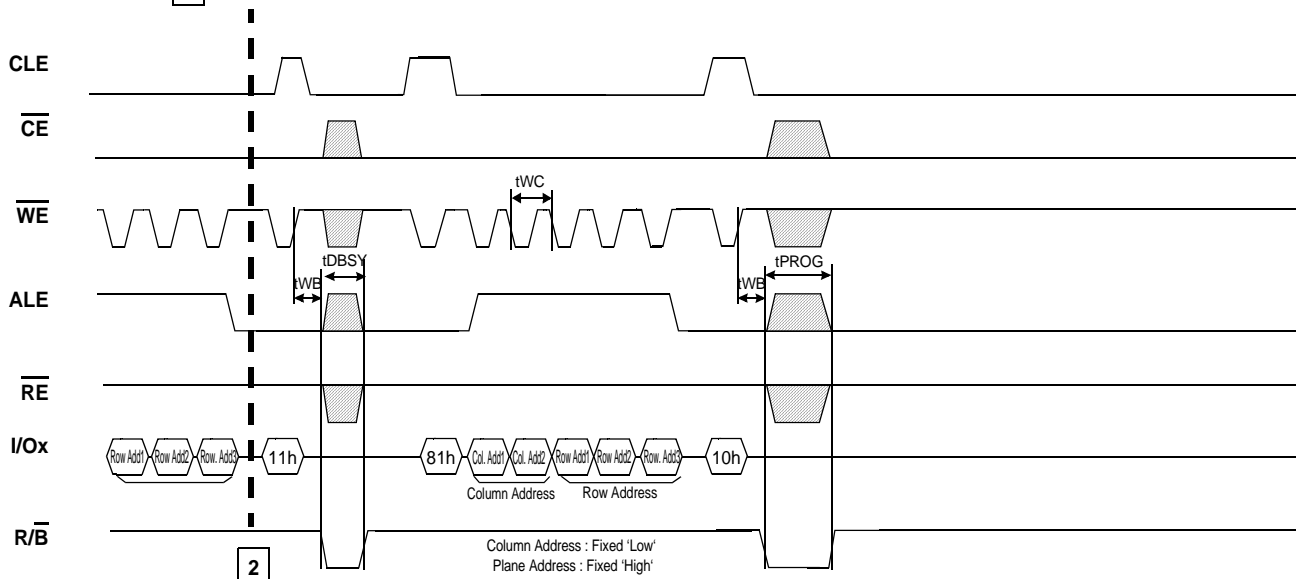 CLE
CE
tWC
WE
tDBSY
tPROG
tWB
tWB
ALE
RE
I/Ox
Row Add1 Row Add2 Row. Add3 11h 81h Col. Add1 Col. Add2 Row Add1 Row Add2 Row. Add3 10h
Column Address Row Address
R/B
Column Address : Fixed ‘Low‘
Plane Address : Fixed ‘High‘
2